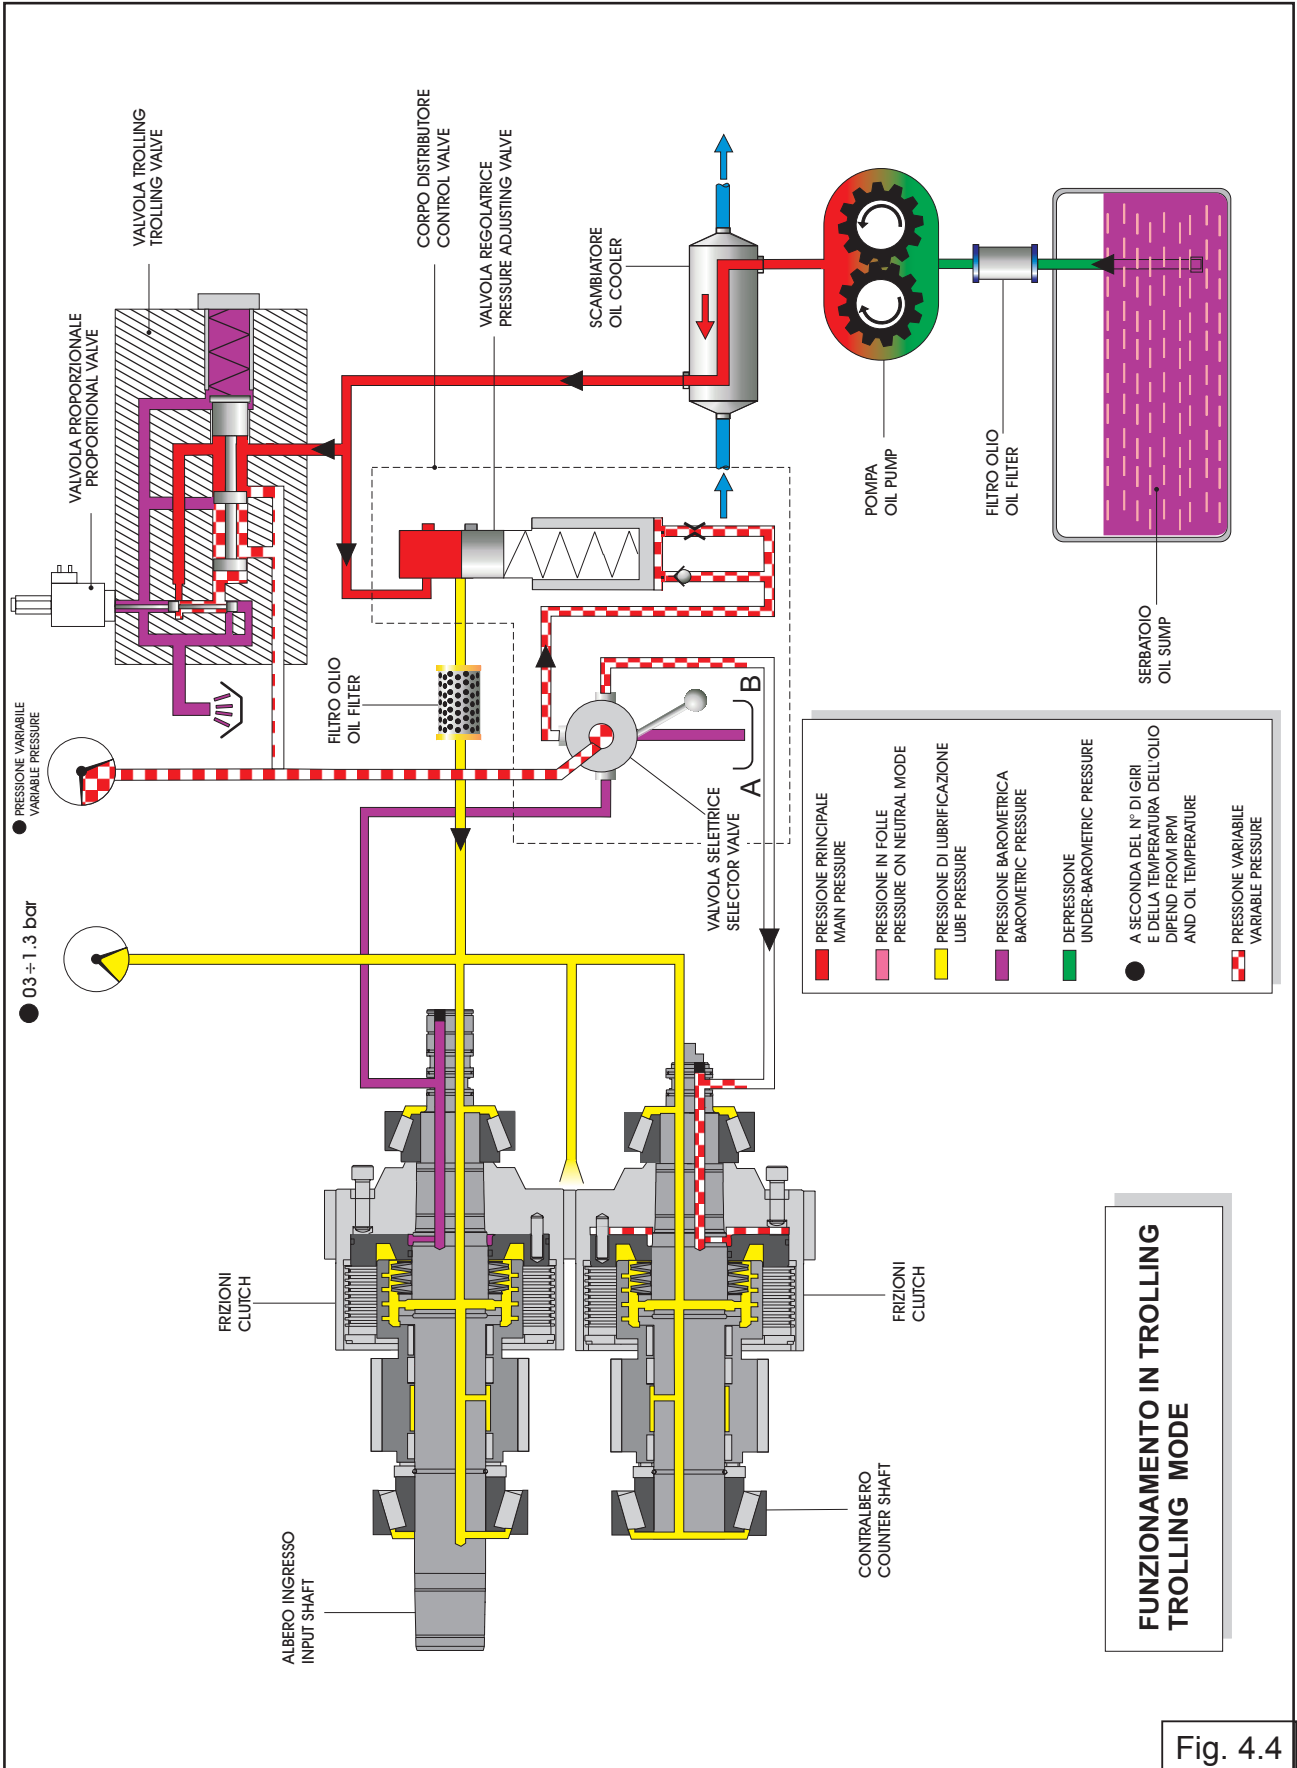 ● 03 ÷ 1.3 bar
● PRESSIONE VARIABILE
VARIABLE PRESSURE
VALVOLA PROPORZIONALE
PROPORTIONAL VALVE
VALVOLA TROLLING
TROLLING VALVE
ALBERO INGRESSO
INPUT SHAFT
FRIZIONI
CLUTCH
FILTRO OLIO
OIL FILTER
CORPO DISTRIBUTORE
CONTROL VALVE
VALVOLA REGOLATRICE
PRESSURE ADJUSTING VALVE
SCAMBIATORE
OIL COOLER
A
B
VALVOLA SELETTRICE
SELECTOR VALVE
CONTRALBERO
COUNTER SHAFT
FRIZIONI
CLUTCH
POMPA
OIL PUMP
FILTRO OLIO
OIL FILTER
SERBATOIO
OIL SUMP
PRESSIONE PRINCIPALE
MAIN PRESSURE
PRESSIONE IN FOLLE
PRESSURE ON NEUTRAL MODE
PRESSIONE DI LUBRIFICAZIONE
LUBE PRESSURE
PRESSIONE BAROMETRICA
BAROMETRIC PRESSURE
DEPRESSIONE
UNDER-BAROMETRIC PRESSURE
A SECONDA DEL N° DI GIRI
E DELLA TEMPERATURA DELL'OLIO
DIPEND FROM RPM
AND OIL TEMPERATURE
PRESSIONE VARIABILE
VARIABLE PRESSURE
FUNZIONAMENTO IN TROLLING
TROLLING MODE
Fig. 4.4